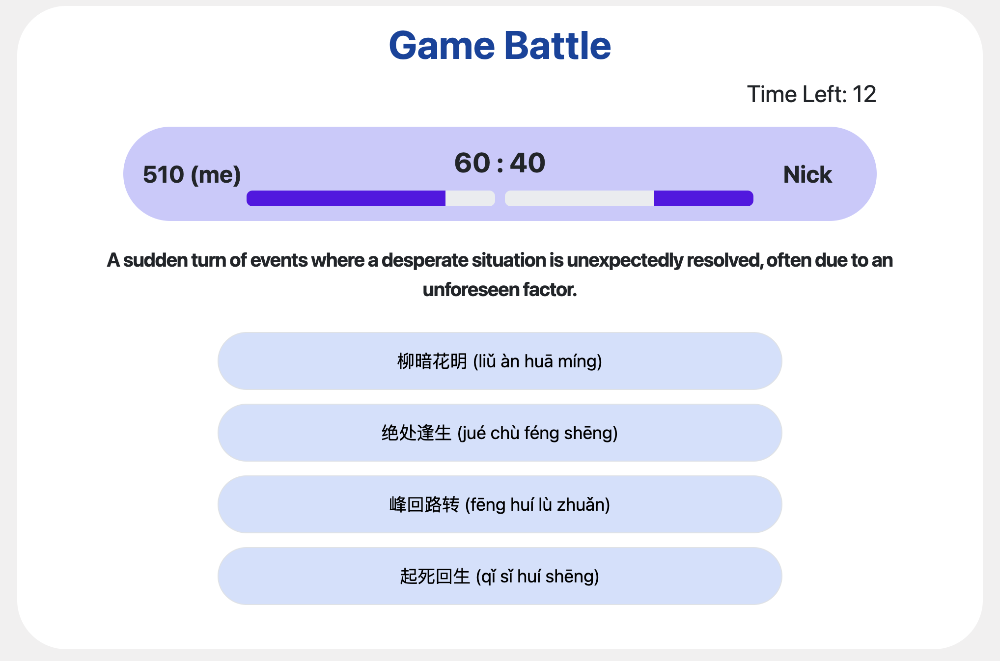 Game Battle
Time Left: 12
60 : 40
510 (me)
Nick
A sudden turn of events where a desperate situation is unexpectedly resolved, often due to an
unforeseen factor.
柳暗花明 (liǔ àn huā míng)
绝处逢生 (jué chù féng shēng)
峰回路转 (fēng huí lù zhuǎn)
起死回生 (qǐ sǐ huí shēng)